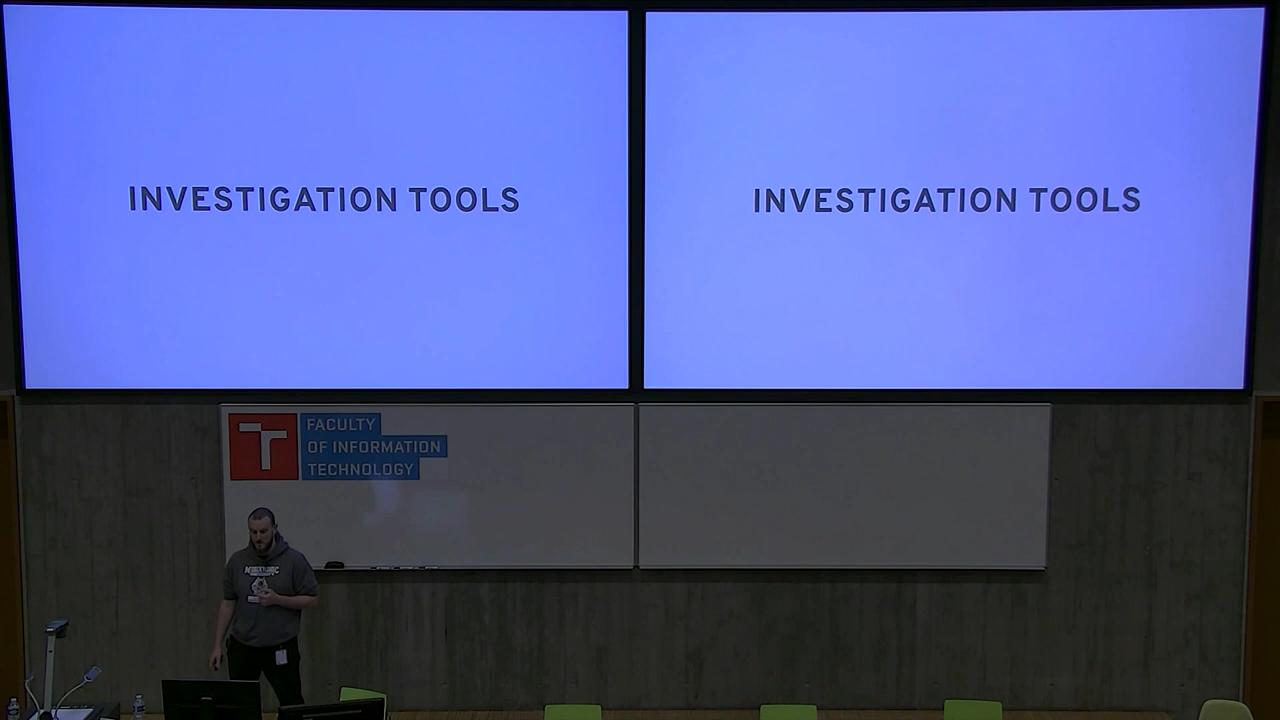 INVESTIGATION TOOLS
INVESTIGATION TOOLS
FACULTY
OF INFORMATION
TECHNOLOGY